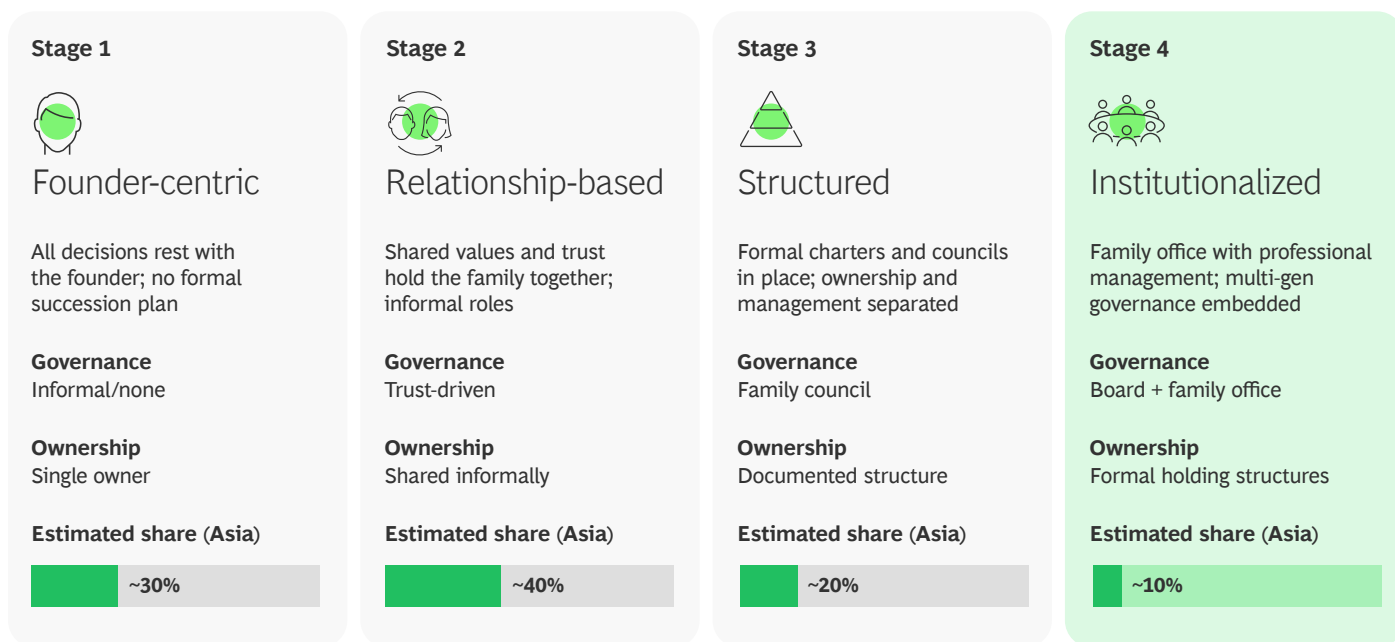 Stage 1
Founder-centric
All decisions rest with
the founder; no formal
succession plan
Governance
Informal/none
Ownership
Single owner
Estimated share (Asia)
~30%
Stage 2
Relationship-based
Shared values and trust
hold the family together;
informal roles
Governance
Trust-driven
Ownership
Shared informally
Estimated share (Asia)
~40%
Stage 3
Structured
Formal charters and councils
in place; ownership and
management separated
Governance
Family council
Ownership
Documented structure
Estimated share (Asia)
~20%
Stage 4
Institutionalized
Family office with professional
management; multi-gen
governance embedded
Governance
Board + family office
Ownership
Formal holding structures
Estimated share (Asia)
~10%